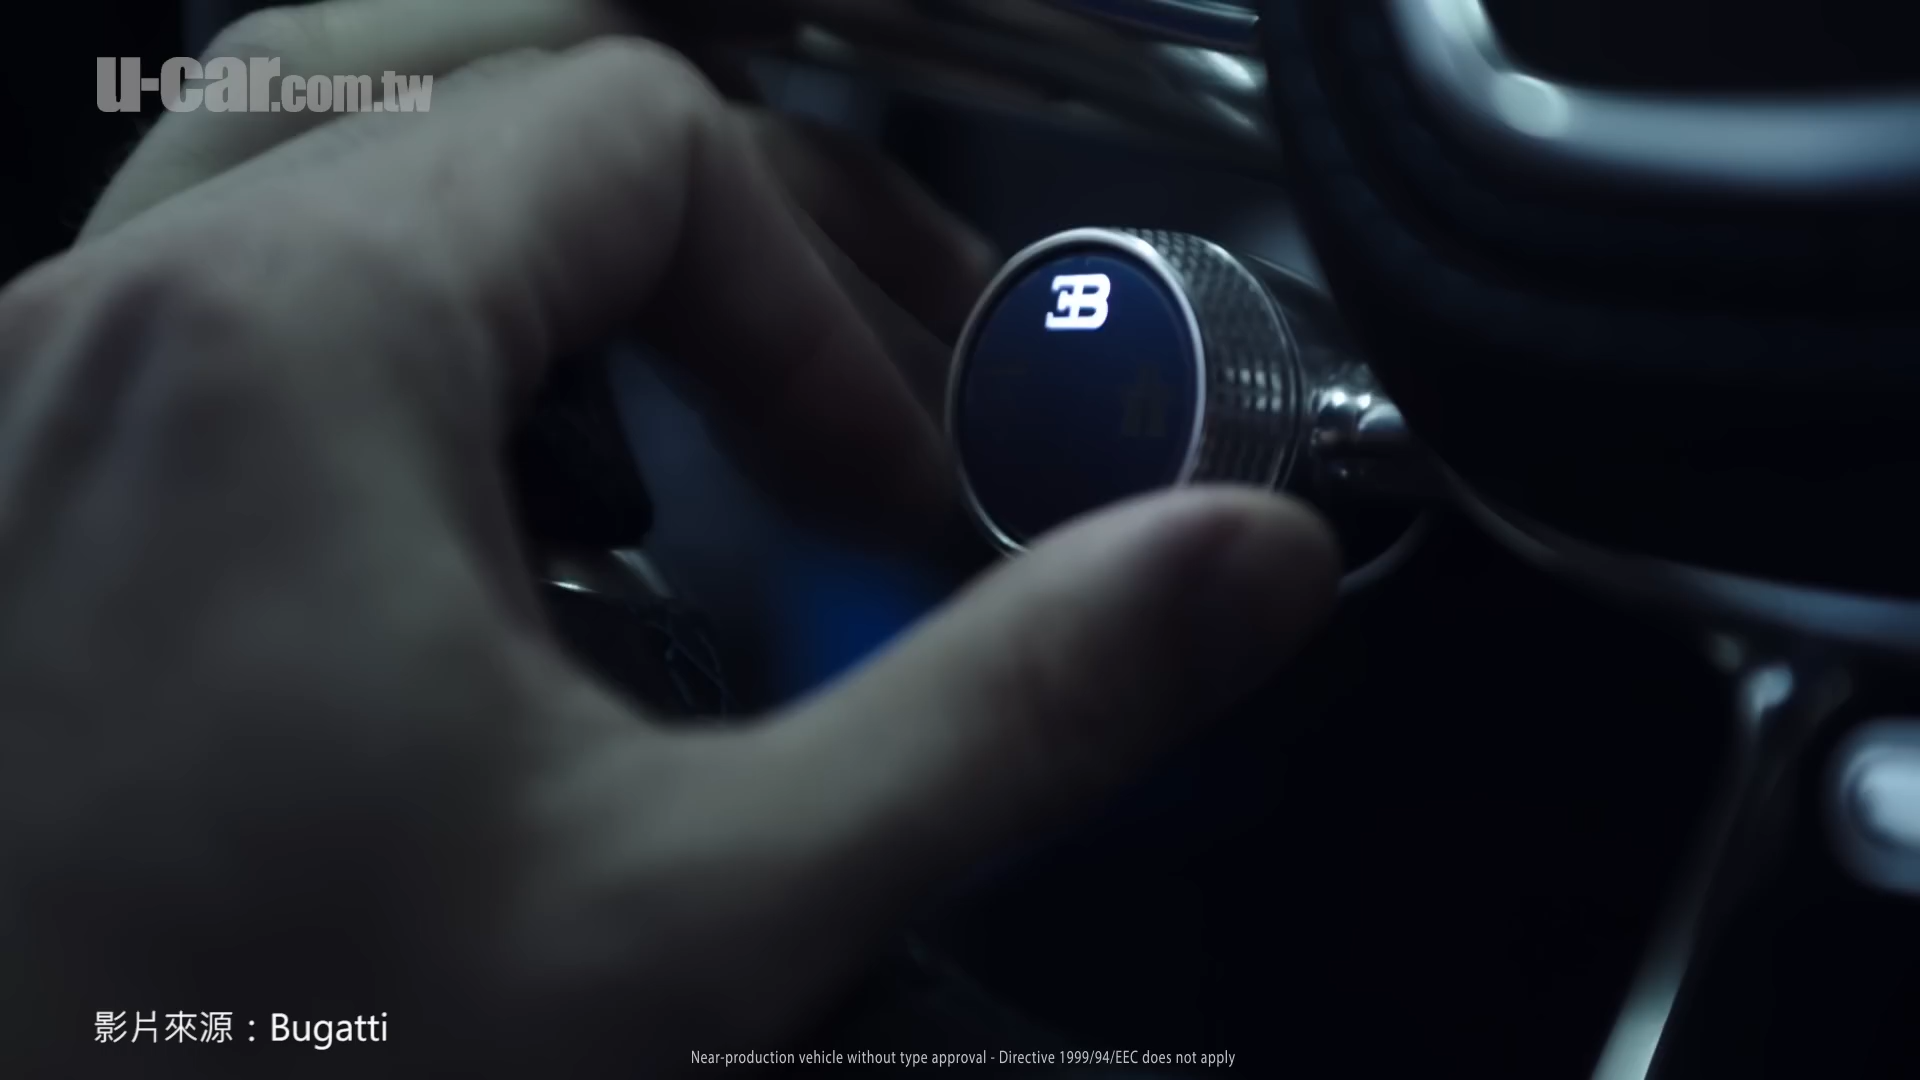 u-car.com.tw
EB
影片來源：Bugatti
Near-production vehicle without type approval - Directive 1999/94/EEC does not apply